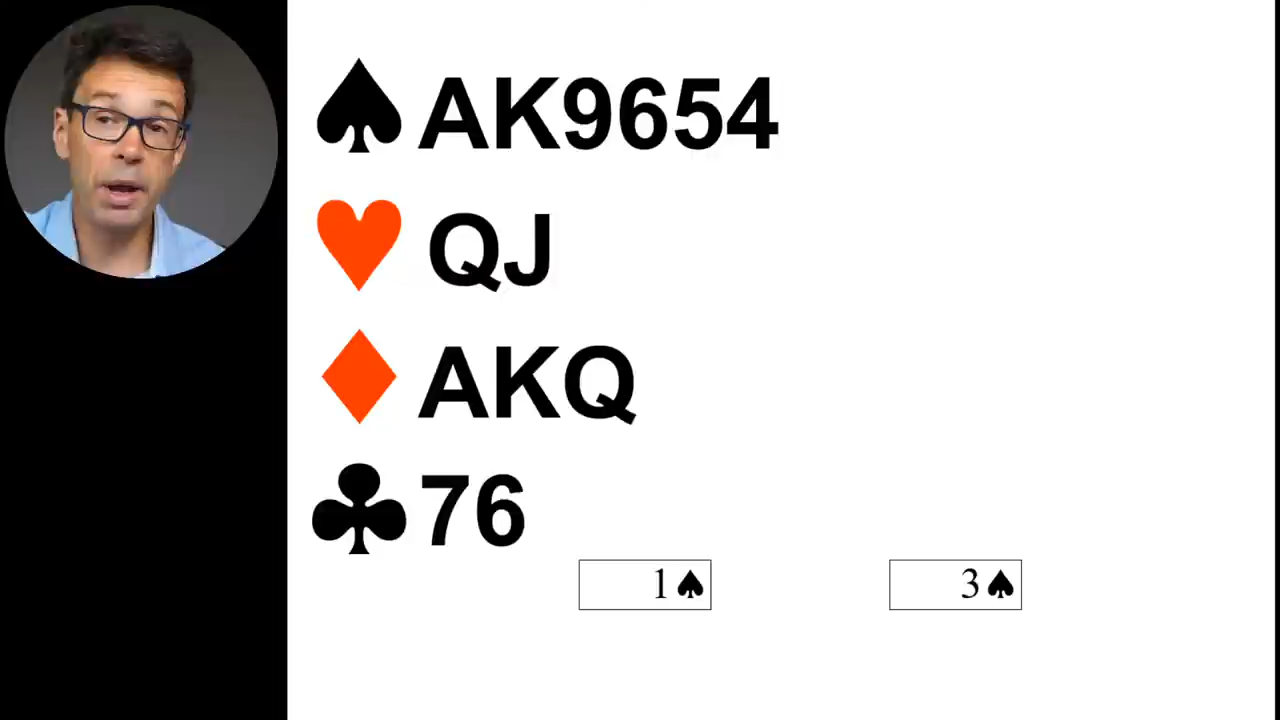 ♠ AK9654
♥ QJ
♦ AKQ
♣ 76
1♠ 3♠